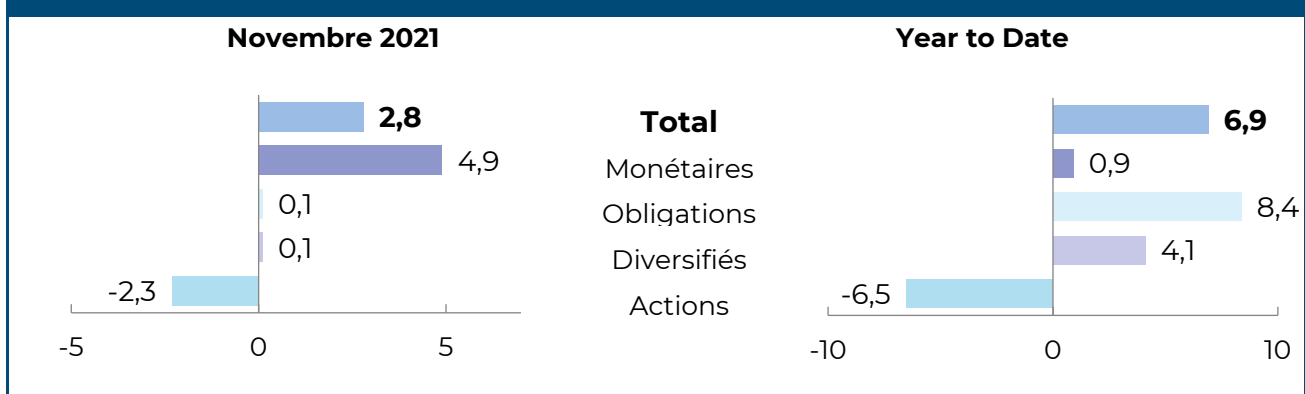 Novembre 2021
2,8
4,9
0,1
0,1
-2,3
-5
0
5
Total
Monétaires
Obligations
Diversifiés
Actions
Year to Date
6,9
0,9
8,4
4,1
-6,5
-10
0
10